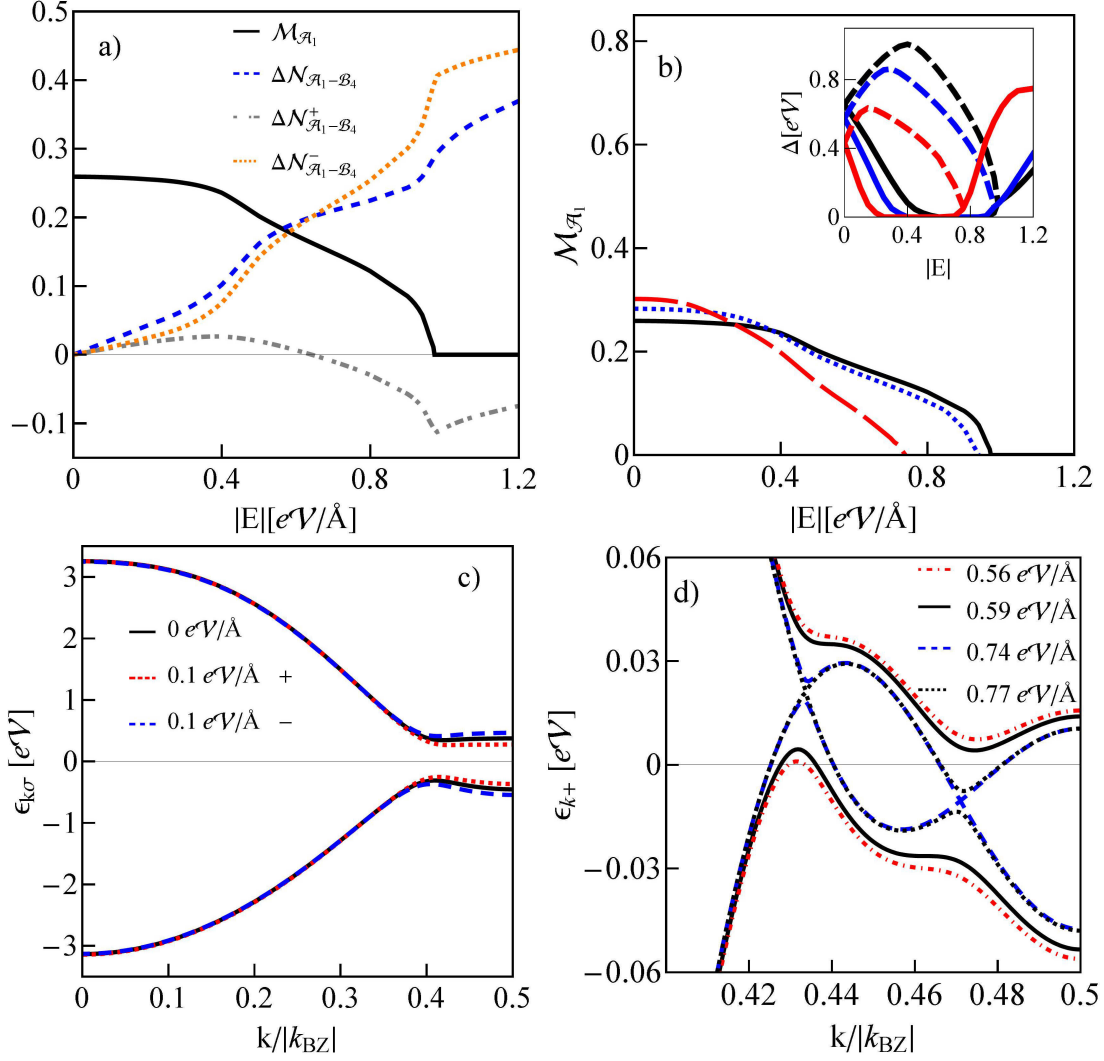 a)
0.5
0.4
0.3
0.2
0.1
0
−0.1
ℳ𝒜₁
Δ𝒩𝒜₁−ℬ₄
Δ𝒩⁺𝒜₁−ℬ₄
Δ𝒩⁻𝒜₁−ℬ₄
0 0.4 0.8 1.2
|E|[e𝒱/Å]
b)
ℳ𝒜₁
0.8
0.6
0.4
0.2
0
Δ[e𝒱]
0.8
0.4
0
0 0.4 0.8 1.2
|E|
0 0.4 0.8 1.2
|E|[e𝒱/Å]
c)
ϵkσ [e𝒱]
3
2
1
0
−1
−2
−3
0 e𝒱/Å
0.1 e𝒱/Å +
0.1 e𝒱/Å −
0 0.1 0.2 0.3 0.4 0.5
k/|kBZ|
d)
ϵk+ [e𝒱]
0.06
0.03
0
−0.03
−0.06
0.56 e𝒱/Å
0.59 e𝒱/Å
0.74 e𝒱/Å
0.77 e𝒱/Å
0.42 0.44 0.46 0.48 0.5
k/|kBZ|